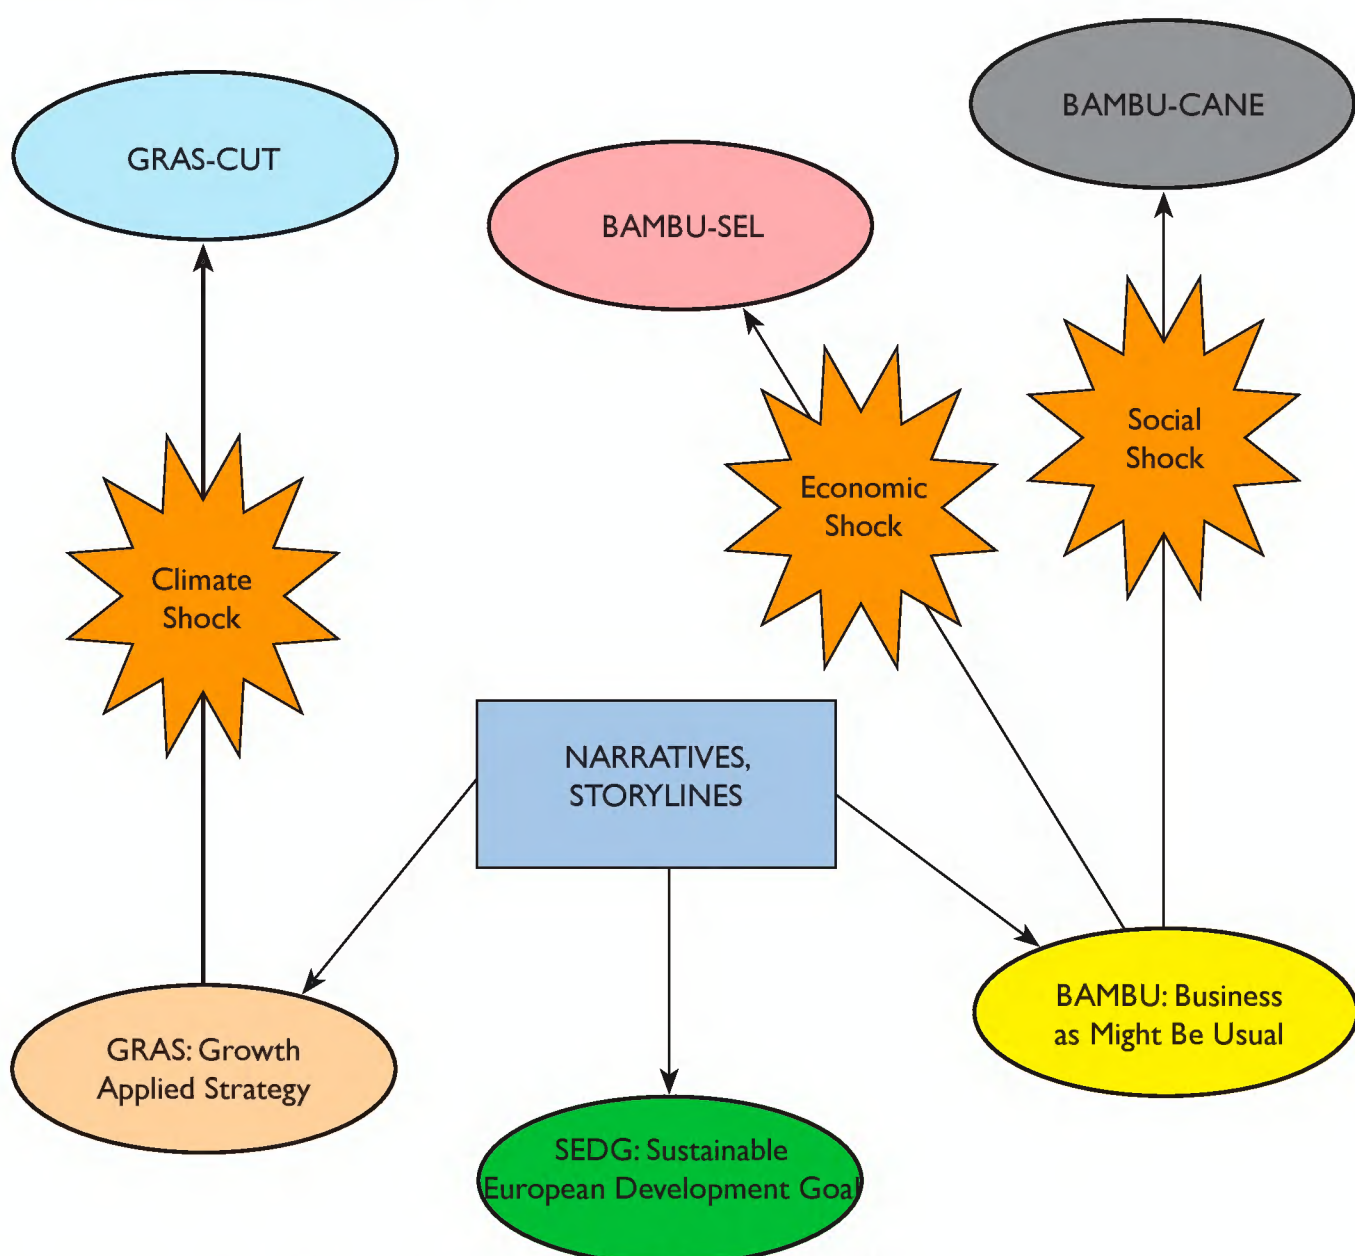 BAMBU-CANE
GRAS-CUT
BAMBU-SEL
Social
Shock
Economic
Shock
Climate
Shock
NARRATIVES,
STORYLINES
BAMBU: Business
as Might Be Usual
GRAS: Growth
Applied Strategy
SEDG: Sustainable
European Development Goal